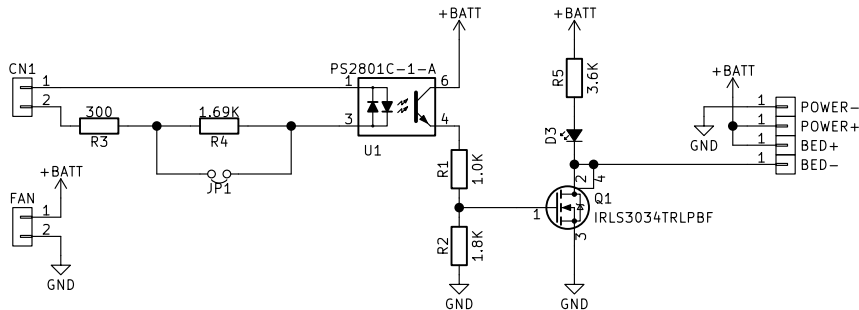 +BATT
+BATT
CN1
1
2
300
R3
1.69K
R4
JP1
PS2801C-1-A
1
3
6
4
U1
R1
1.0K
R2
1.8K
GND
R5
3.6K
D3
2
4
1
3
Q1
IRLS3034TRLPBF
GND
+BATT
GND
1
POWER-
1
POWER+
1
BED+
1
BED-
+BATT
FAN
1
2
GND